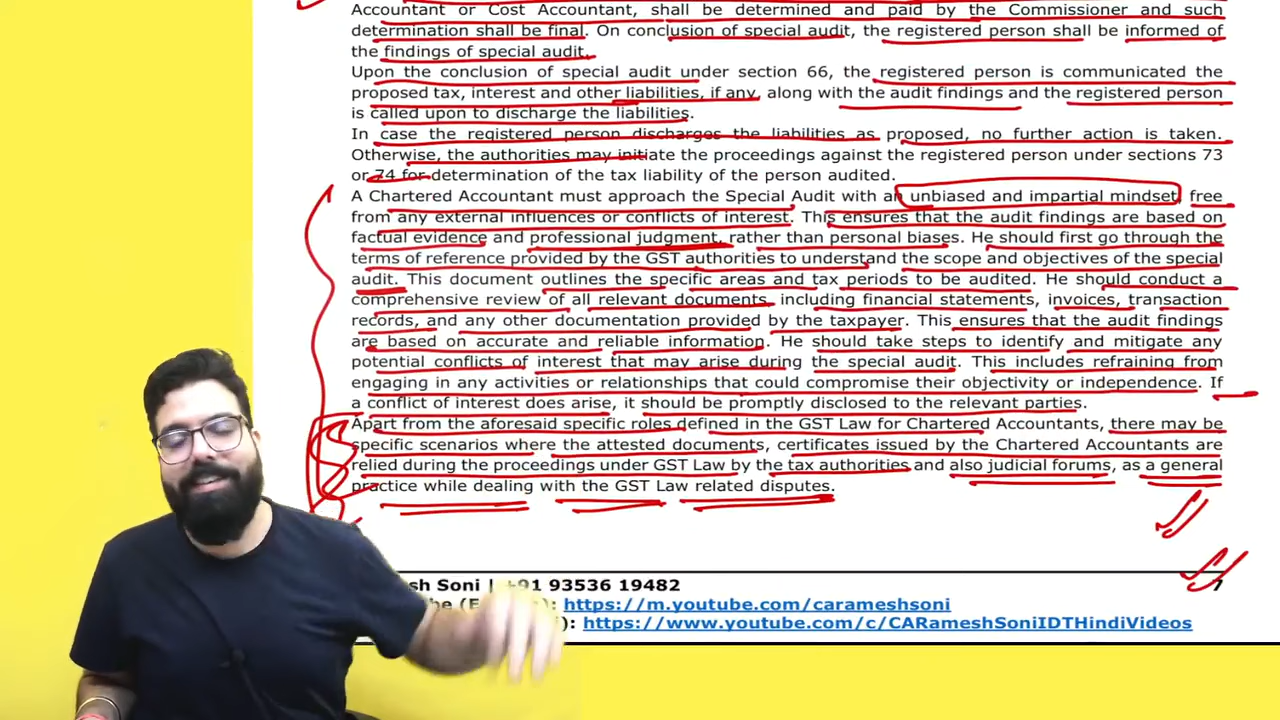 Accountant or Cost Accountant, shall be determined and paid by the Commissioner and such
determination shall be final. On conclusion of special audit, the registered person shall be informed of
the findings of special audit.
Upon the conclusion of special audit under section 66, the registered person is communicated the
proposed tax, interest and other liabilities, if any, along with the audit findings and the registered person
is called upon to discharge the liabilities.
In case the registered person discharges the liabilities as proposed, no further action is taken.
Otherwise, the authorities may initiate the proceedings against the registered person under sections 73
or 74 for determination of the tax liability of the person audited.
A Chartered Accountant must approach the Special Audit with an unbiased and impartial mindset, free
from any external influences or conflicts of interest. This ensures that the audit findings are based on
factual evidence and professional judgment, rather than personal biases. He should first go through the
terms of reference provided by the GST authorities to understand the scope and objectives of the special
audit. This document outlines the specific areas and tax periods to be audited. He should conduct a
comprehensive review of all relevant documents, including financial statements, invoices, transaction
records, and any other documentation provided by the taxpayer. This ensures that the audit findings
are based on accurate and reliable information. He should take steps to identify and mitigate any
potential conflicts of interest that may arise during the special audit. This includes refraining from
engaging in any activities or relationships that could compromise their objectivity or independence. If
a conflict of interest does arise, it should be promptly disclosed to the relevant parties.
Apart from the aforesaid specific roles defined in the GST Law for Chartered Accountants, there may be
specific scenarios where the attested documents, certificates issued by the Chartered Accountants are
relied during the proceedings under GST Law by the tax authorities and also judicial forums, as a general
practice while dealing with the GST Law related disputes.
sh Soni | +91 93536 19482 7
https://m.youtube.com/carameshsoni
): https://www.youtube.com/c/CARameshSoniIDTHindiVideos